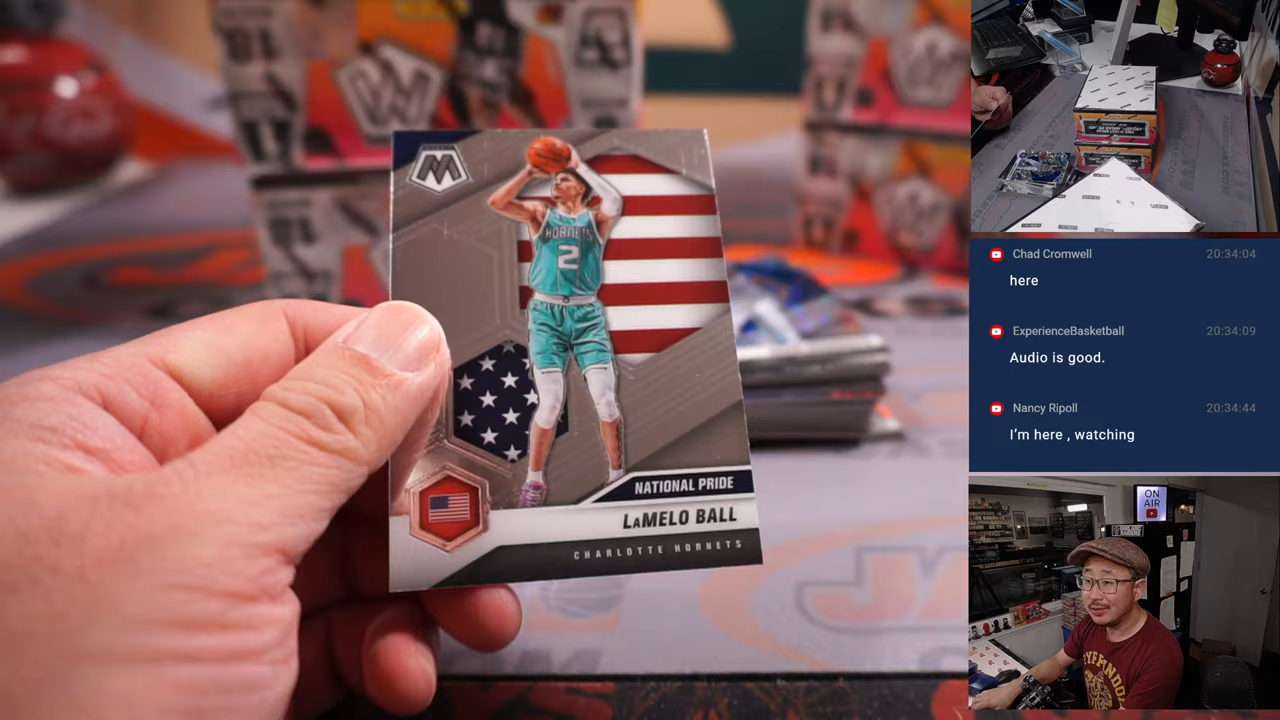 M
HORNETS
2
NATIONAL PRIDE
LaMELO BALL
CHARLOTTE HORNETS
Chad Cromwell 20:34:04
here
ExperienceBasketball 20:34:09
Audio is good.
Nancy Ripoll 20:34:44
I'm here , watching
ON
AIR